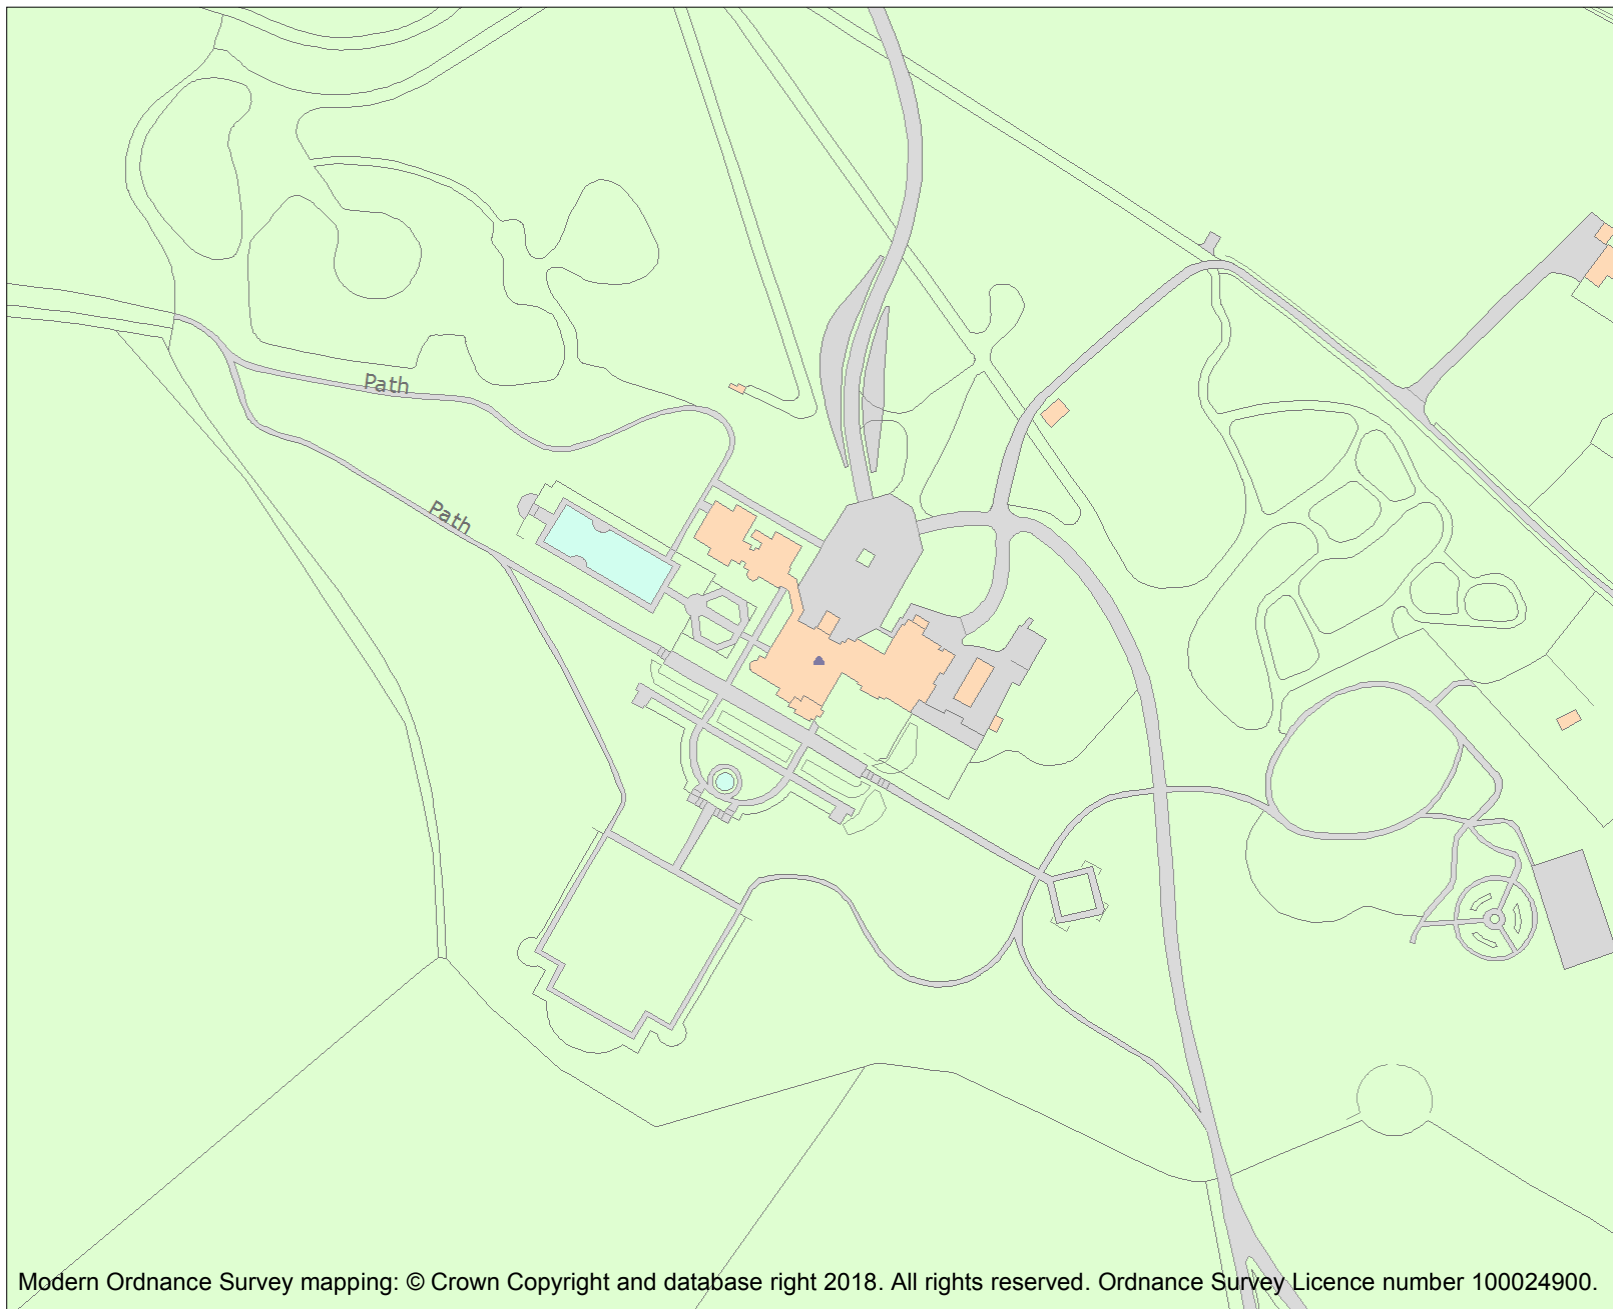 Path
Path
Modern Ordnance Survey mapping: © Crown Copyright and database right 2018. All rights reserved. Ordnance Survey Licence number 100024900.